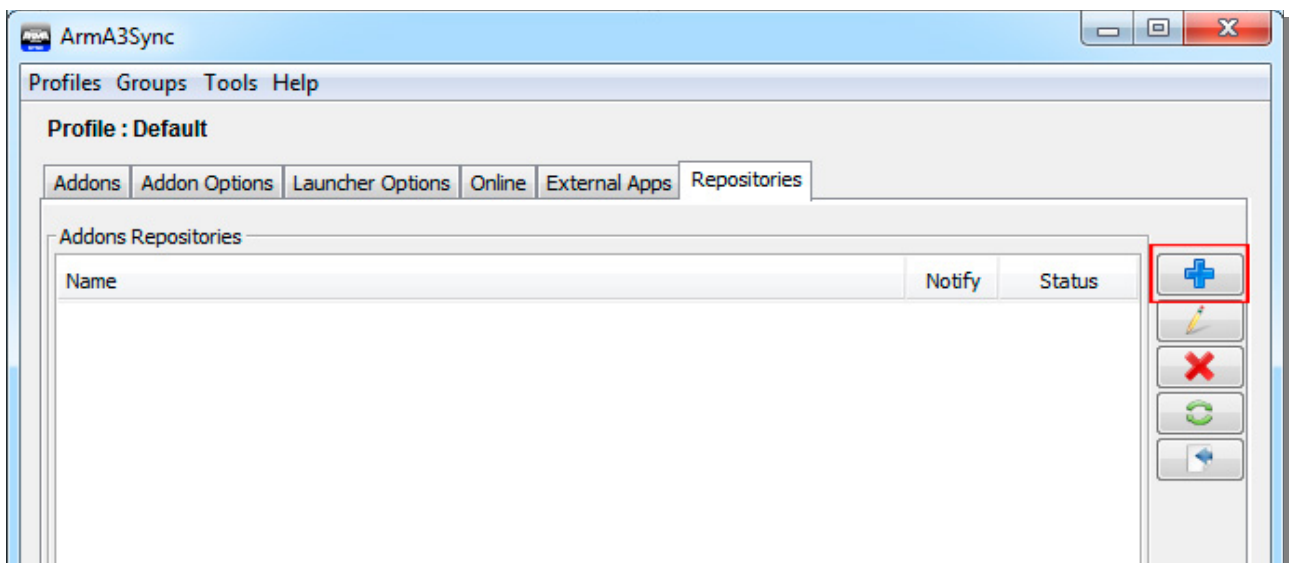 ArmA3Sync
Profiles Groups Tools Help
Profile : Default
Addons Addon Options Launcher Options Online External Apps Repositories
Addons Repositories
Name Notify Status